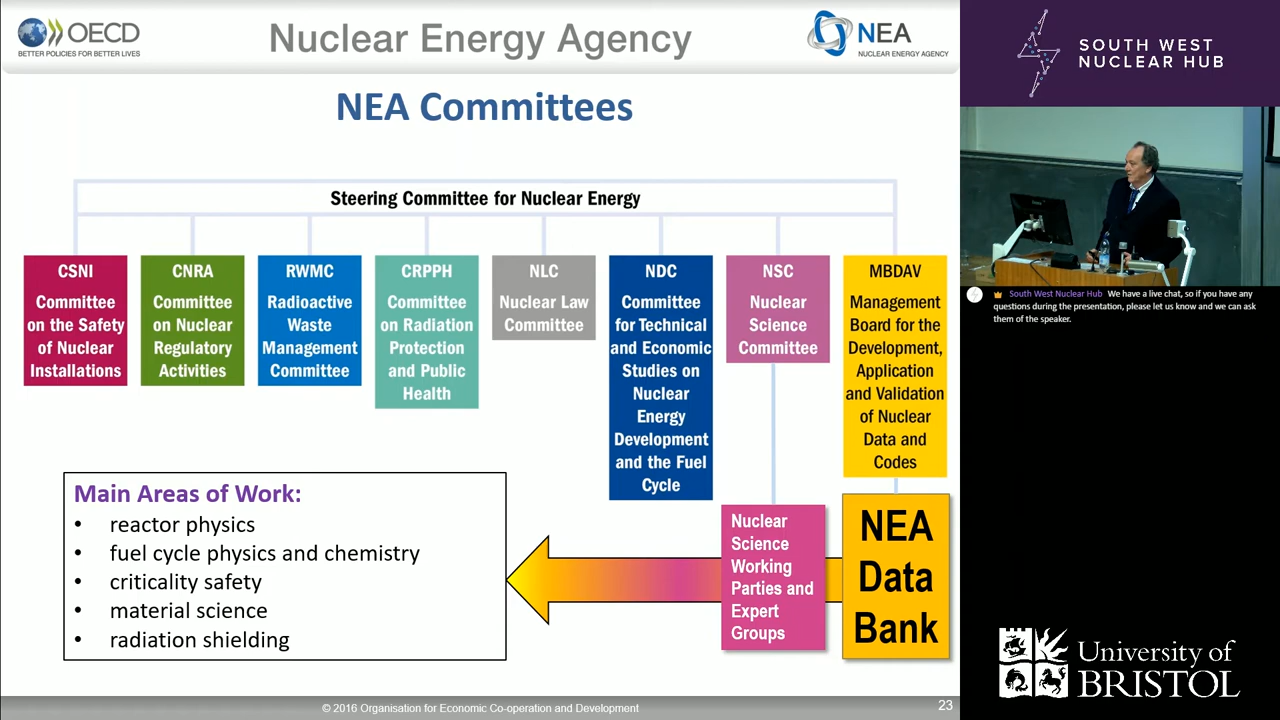 OECD
BETTER POLICIES FOR BETTER LIVES
Nuclear Energy Agency
NEA
NUCLEAR ENERGY AGENCY
NEA Committees
Steering Committee for Nuclear Energy
CSNI
Committee
on the Safety
of Nuclear
Installations
CNRA
Committee
on Nuclear
Regulatory
Activities
RWMC
Radioactive
Waste
Management
Committee
CRPPH
Committee
on Radiation
Protection
and Public
Health
NLC
Nuclear Law
Committee
NDC
Committee
for Technical
and Economic
Studies on
Nuclear
Energy
Development
and the Fuel
Cycle
NSC
Nuclear
Science
Committee
MBDAV
Management
Board for the
Development,
Application
and Validation
of Nuclear
Data and
Codes
Main Areas of Work:
• reactor physics
• fuel cycle physics and chemistry
• criticality safety
• material science
• radiation shielding
Nuclear
Science
Working
Parties and
Expert
Groups
NEA
Data
Bank
© 2016 Organisation for Economic Co-operation and Development
23
SOUTH WEST
NUCLEAR HUB
South West Nuclear Hub We have a live chat, so if you have any
questions during the presentation, please let us know and we can ask
them of the speaker.
University of
BRISTOL